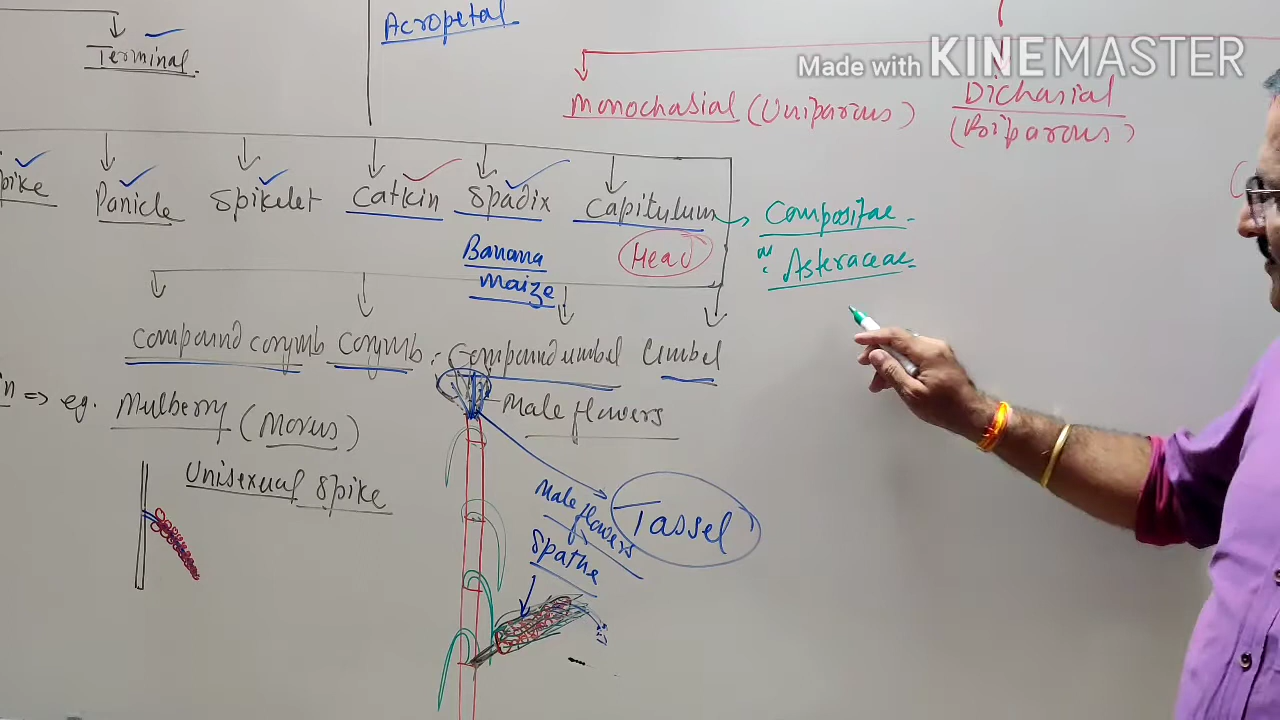 Acropetal
Terminal
Made with KINEMASTER
Monochasial (Uniparous)
Dichasial
(Biparous)
Panicle
Spikelet
Catkin
Spadix
Capitulum
Compositae
Asteraceae
Head
Banana
maize
Compound corymb
Corymb
Compound umbel
Umbel
=> eg. Mulberry (Morus)
Male flowers
Unisexual Spike
Male flowers
Tassel
Spathe